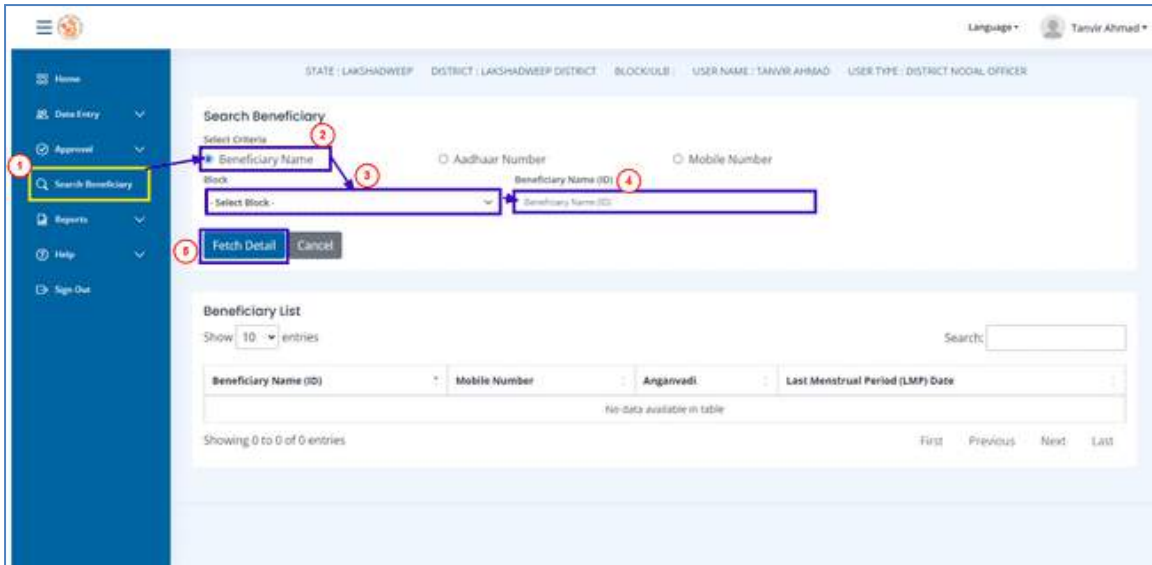 Language
Tanvir Ahmad
STATE : LAKSHADWEEP DISTRICT : LAKSHADWEEP DISTRICT BLOCK/ULB : USER NAME : TANVIR AHMAD USER TYPE : DISTRICT NODAL OFFICER
Home
Data Entry
Approval
1
Search Beneficiary
Reports
Help
Sign Out
Search Beneficiary
Select Criteria
2
Beneficiary Name Aadhaar Number Mobile Number
Block 3 Beneficiary Name (ID) 4
- Select Block - Beneficiary Name (ID)
5 Fetch Detail Cancel
Beneficiary List
Show 10 entries Search:
Beneficiary Name (ID) Mobile Number Anganvadi Last Menstrual Period (LMP) Date
No data available in table
Showing 0 to 0 of 0 entries First Previous Next Last